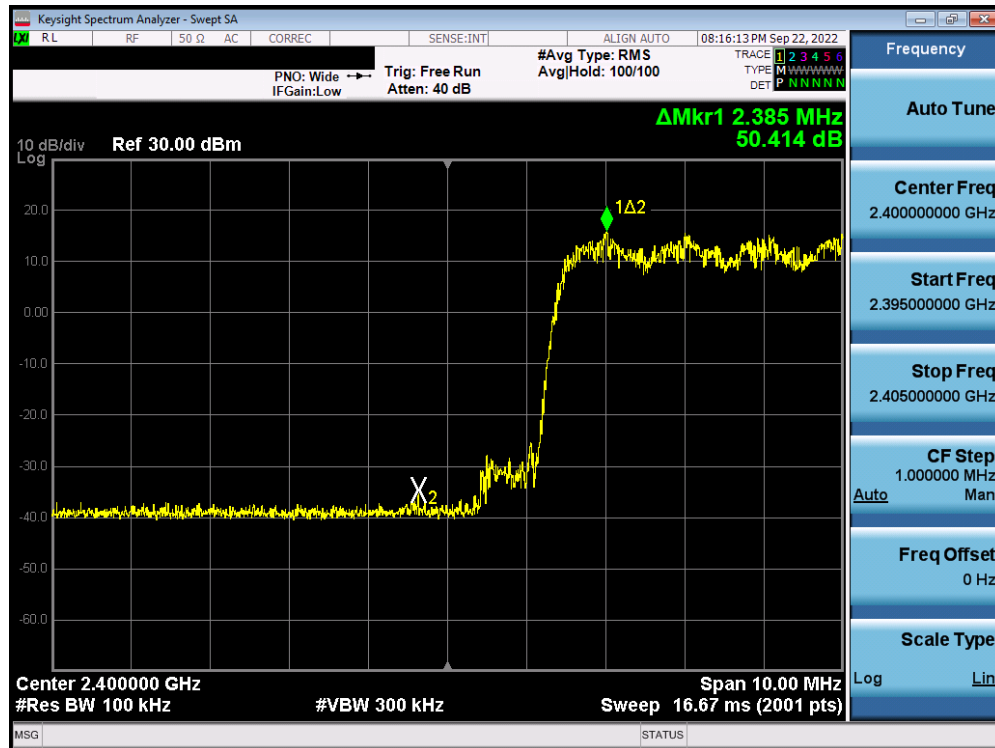 Keysight Spectrum Analyzer - Swept SA
LXI RL RF 50 Ω AC CORREC SENSE:INT ALIGN AUTO 08:16:13 PM Sep 22, 2022
Frequency
PNO: Wide
IFGain:Low
Trig: Free Run
Atten: 40 dB
#Avg Type: RMS
Avg|Hold: 100/100
TRACE 1 2 3 4 5 6
TYPE M WWWWW
DET P N N N N N
ΔMkr1 2.385 MHz
50.414 dB
10 dB/div Ref 30.00 dBm
Log
20.0
10.0
0.00
-10.0
-20.0
-30.0
-40.0
-50.0
-60.0
1Δ2
2
Center 2.400000 GHz Span 10.00 MHz
#Res BW 100 kHz #VBW 300 kHz Sweep 16.67 ms (2001 pts)
MSG STATUS
Auto Tune
Center Freq
2.400000000 GHz
Start Freq
2.395000000 GHz
Stop Freq
2.405000000 GHz
CF Step
1.000000 MHz
Auto Man
Freq Offset
0 Hz
Scale Type
Log Lin